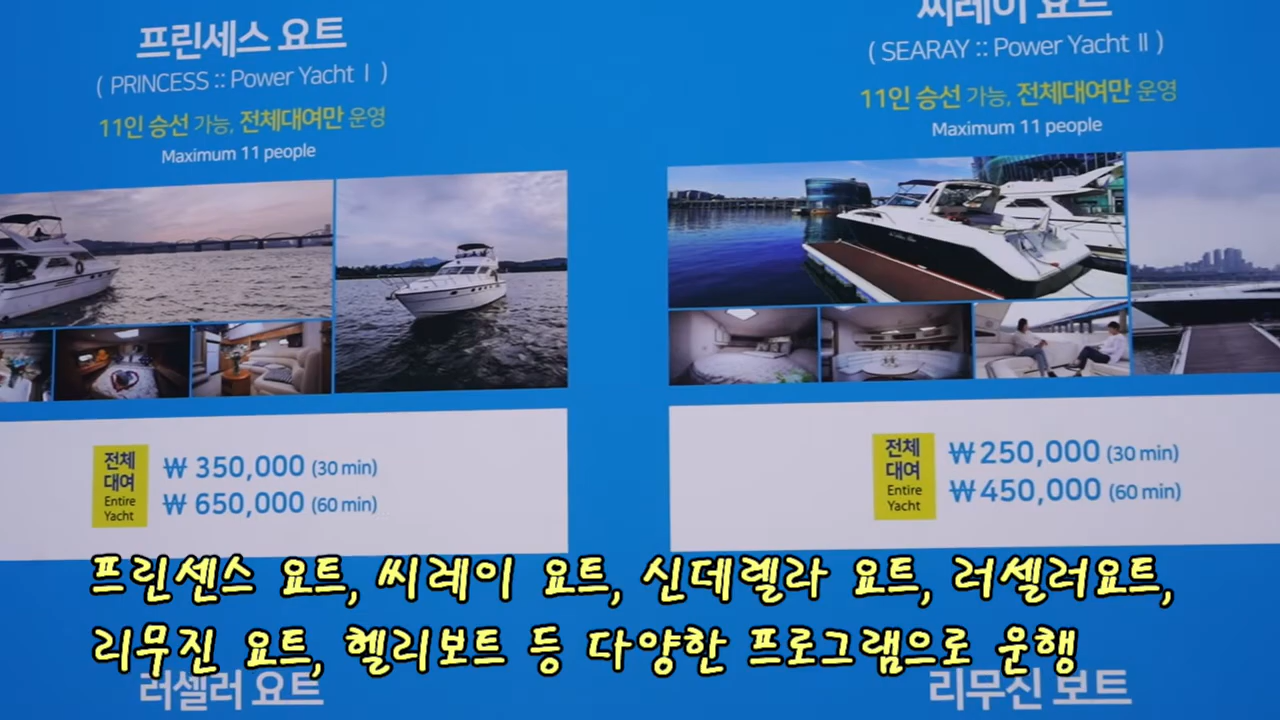 프린세스 요트
( PRINCESS :: Power Yacht Ⅰ )
11인 승선 가능, 전체대여만 운영
Maximum 11 people
전체
대여
Entire
Yacht
₩ 350,000 (30 min)
₩ 650,000 (60 min)
씨레이 요트
( SEARAY :: Power Yacht Ⅱ )
11인 승선 가능, 전체대여만 운영
Maximum 11 people
전체
대여
Entire
Yacht
₩ 250,000 (30 min)
₩ 450,000 (60 min)
프린센스 요트, 씨레이 요트, 신데렐라 요트, 러셀러요트,
리무진 요트, 헬리보트 등 다양한 프로그램으로 운행
러셀러 요트
리무진 보트